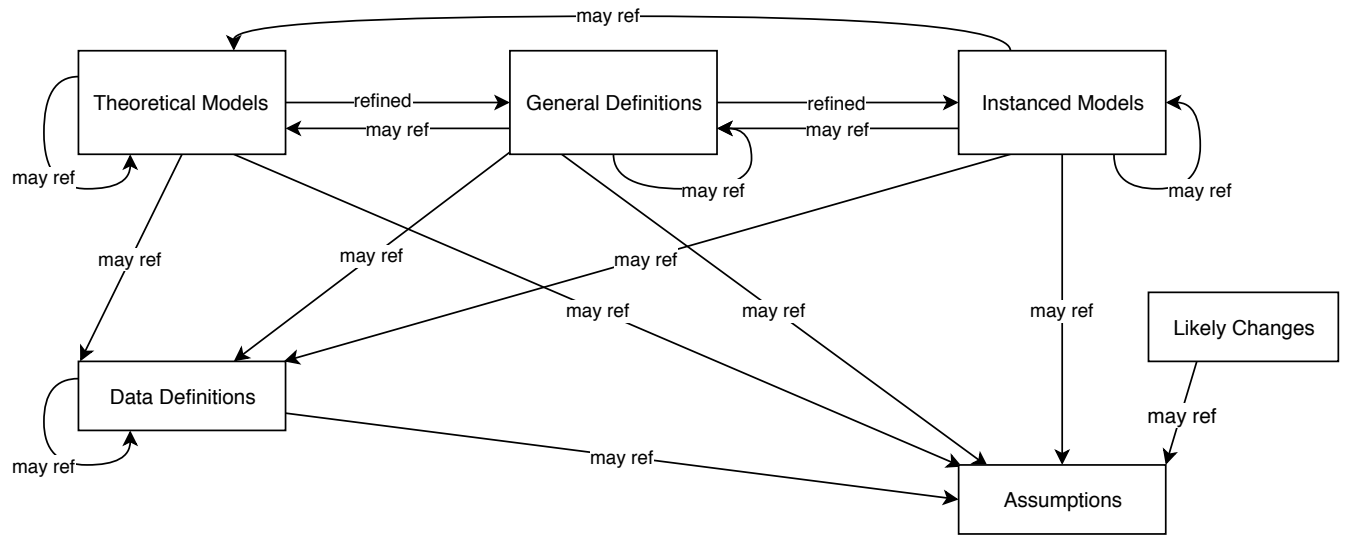 may ref
Theoretical Models
refined
General Definitions
refined
Instanced Models
may ref
may ref
may ref
may ref
may ref
may ref
may ref
may ref
may ref
may ref
may ref
may ref
Likely Changes
Data Definitions
may ref
may ref
may ref
Assumptions